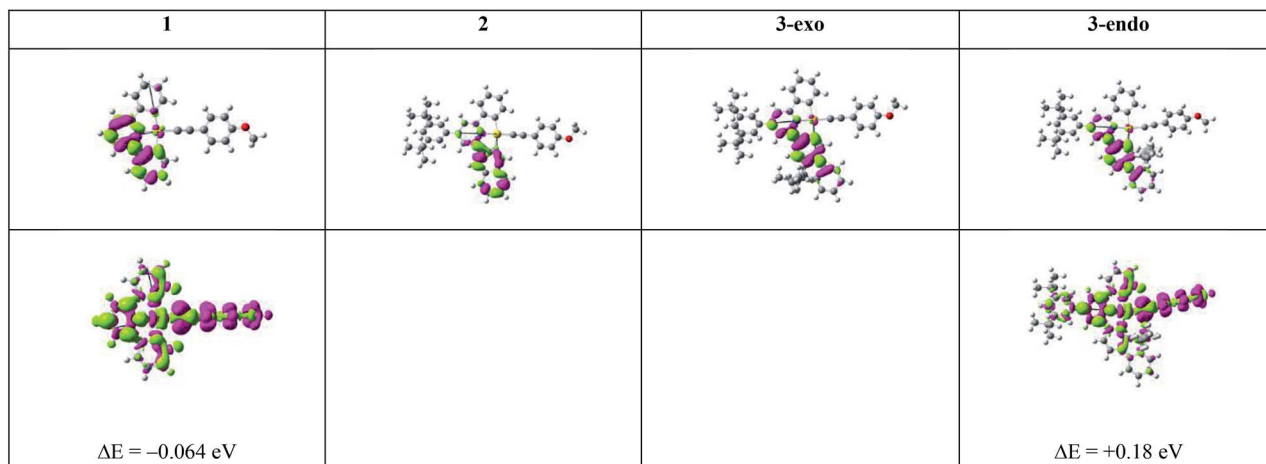 1 2 3-exo 3-endo
ΔE = –0.064 eV ΔE = +0.18 eV